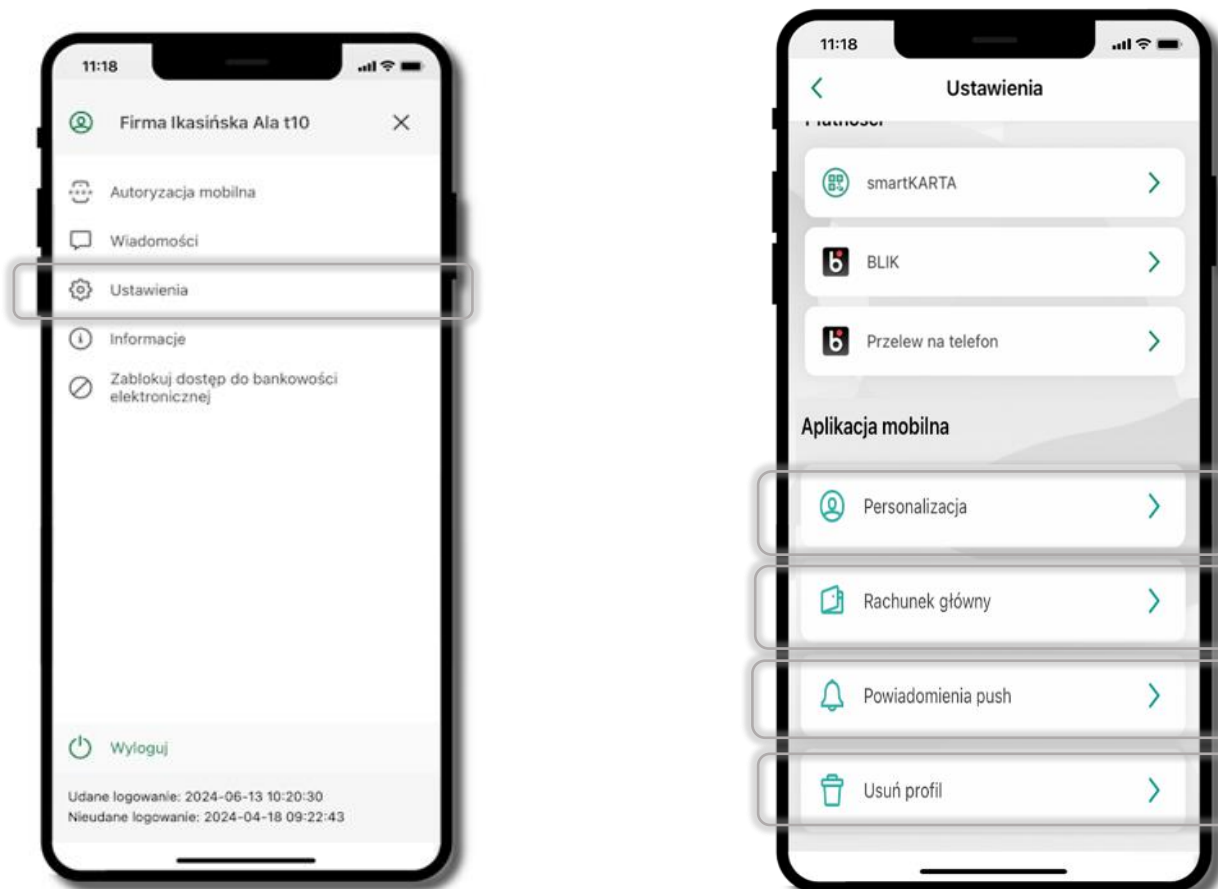 11:18
Firma Ikasińska Ala t10
Autoryzacja mobilna
Wiadomości
Ustawienia
Informacje
Zablokuj dostęp do bankowości
elektronicznej
Wyloguj
Udane logowanie: 2024-06-13 10:20:30
Nieudane logowanie: 2024-04-18 09:22:43
11:18
Ustawienia
Płatności
smartKARTA
BLIK
Przelew na telefon
Aplikacja mobilna
Personalizacja
Rachunek główny
Powiadomienia push
Usuń profil